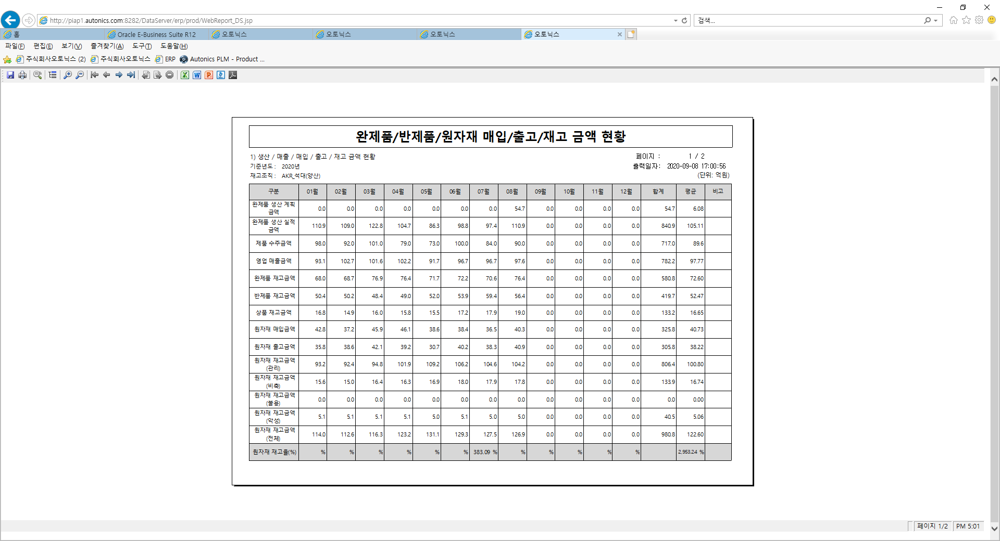 http://piap1.autonics.com:8282/DataServer/erp/prod/WebReport_DS.jsp 검색...
홈 Oracle E-Business Suite R12 오토닉스 오토닉스 오토닉스 오토닉스
파일(F) 편집(E) 보기(V) 즐겨찾기(A) 도구(T) 도움말(H)
주식회사오토닉스 (2) 주식회사오토닉스 ERP Autonics PLM - Product ...
완제품/반제품/원자재 매입/출고/재고 금액 현황
1) 생산 / 매출 / 매입 / 출고 / 재고 금액 현황 페이지 : 1 / 2
기준년도 : 2020년 출력일자: 2020-09-08 17:00:56
재고조직 : AKR_석대(양산) (단위: 억원)
구분 01월 02월 03월 04월 05월 06월 07월 08월 09월 10월 11월 12월 합계 평균 비고
완제품 생산 계획
금액 0.0 0.0 0.0 0.0 0.0 0.0 0.0 54.7 0.0 0.0 0.0 0.0 54.7 6.08
완제품 생산 실적
금액 110.9 109.0 122.8 104.7 86.3 98.8 97.4 110.9 0.0 0.0 0.0 0.0 840.9 105.11
제품 수주금액 98.0 92.0 101.0 79.0 73.0 100.0 84.0 90.0 0.0 0.0 0.0 0.0 717.0 89.6
영업 매출금액 93.1 102.7 101.6 102.2 91.7 96.7 96.7 97.6 0.0 0.0 0.0 0.0 782.2 97.77
완제품 재고금액 68.0 68.7 76.9 76.4 71.7 72.2 70.6 76.4 0.0 0.0 0.0 0.0 580.8 72.60
반제품 재고금액 50.4 50.2 48.4 49.0 52.0 53.9 59.4 56.4 0.0 0.0 0.0 0.0 419.7 52.47
상품 재고금액 16.8 14.9 16.0 15.8 15.5 17.2 17.9 19.0 0.0 0.0 0.0 0.0 133.2 16.65
원자재 매입금액 42.8 37.2 45.9 46.1 38.6 38.4 36.5 40.3 0.0 0.0 0.0 0.0 325.8 40.73
원자재 출고금액 35.8 38.6 42.1 39.2 30.7 40.2 38.3 40.9 0.0 0.0 0.0 0.0 305.8 38.22
원자재 재고금액
(관리) 93.2 92.4 94.8 101.9 109.2 106.2 104.6 104.2 0.0 0.0 0.0 0.0 806.4 100.80
원자재 재고금액
(비축) 15.6 15.0 16.4 16.3 16.9 18.0 17.9 17.8 0.0 0.0 0.0 0.0 133.9 16.74
원자재 재고금액
(불용) 0.0 0.0 0.0 0.0 0.0 0.0 0.0 0.0 0.0 0.0 0.0 0.0 0.0 0.00
원자재 재고금액
(악성) 5.1 5.1 5.1 5.1 5.0 5.1 5.0 5.0 0.0 0.0 0.0 0.0 40.5 5.06
원자재 재고금액
(전체) 114.0 112.6 116.3 123.2 131.1 129.3 127.5 126.9 0.0 0.0 0.0 0.0 980.8 122.60
원자재 재고율(%) % % % % % % 383.09 % % % % % % 2,953.24 %
페이지 1/2 PM 5:01